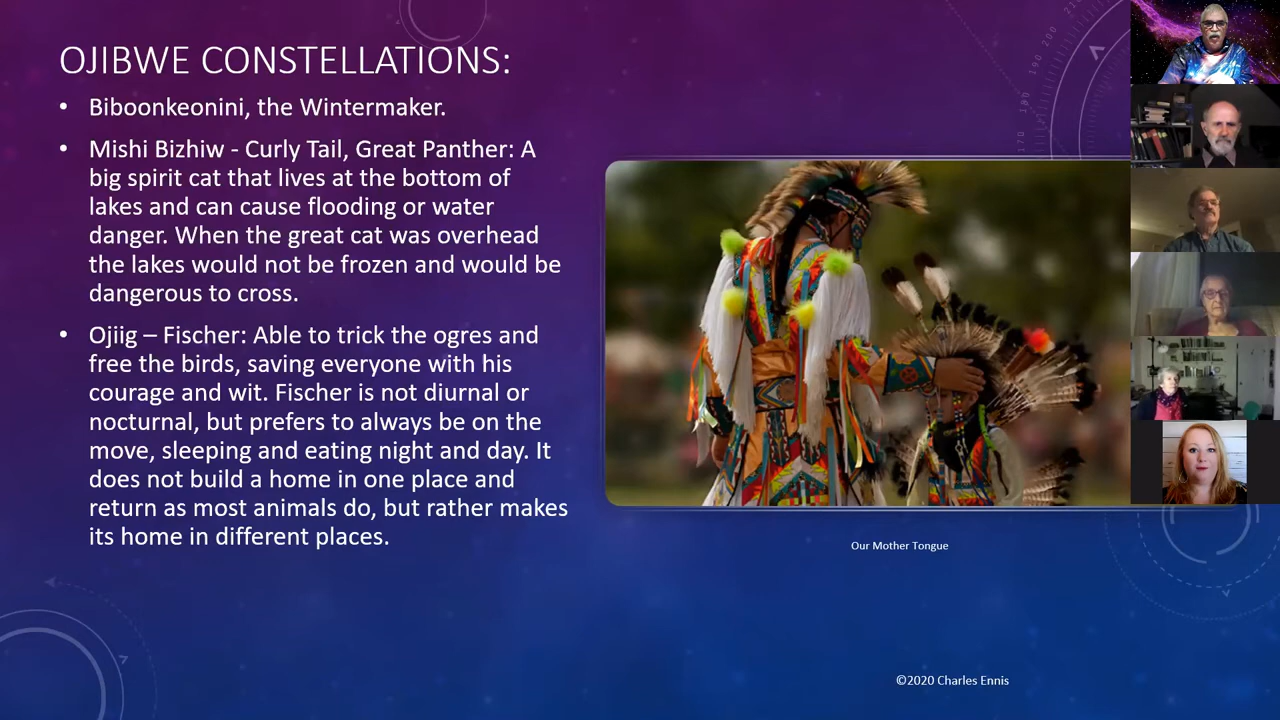 OJIBWE CONSTELLATIONS:
• Biboonkeonini, the Wintermaker.
• Mishi Bizhiw - Curly Tail, Great Panther: A
big spirit cat that lives at the bottom of
lakes and can cause flooding or water
danger. When the great cat was overhead
the lakes would not be frozen and would be
dangerous to cross.
• Ojiig – Fischer: Able to trick the ogres and
free the birds, saving everyone with his
courage and wit. Fischer is not diurnal or
nocturnal, but prefers to always be on the
move, sleeping and eating night and day. It
does not build a home in one place and
return as most animals do, but rather makes
its home in different places.
210
200
190
180
170
Our Mother Tongue
©2020 Charles Ennis